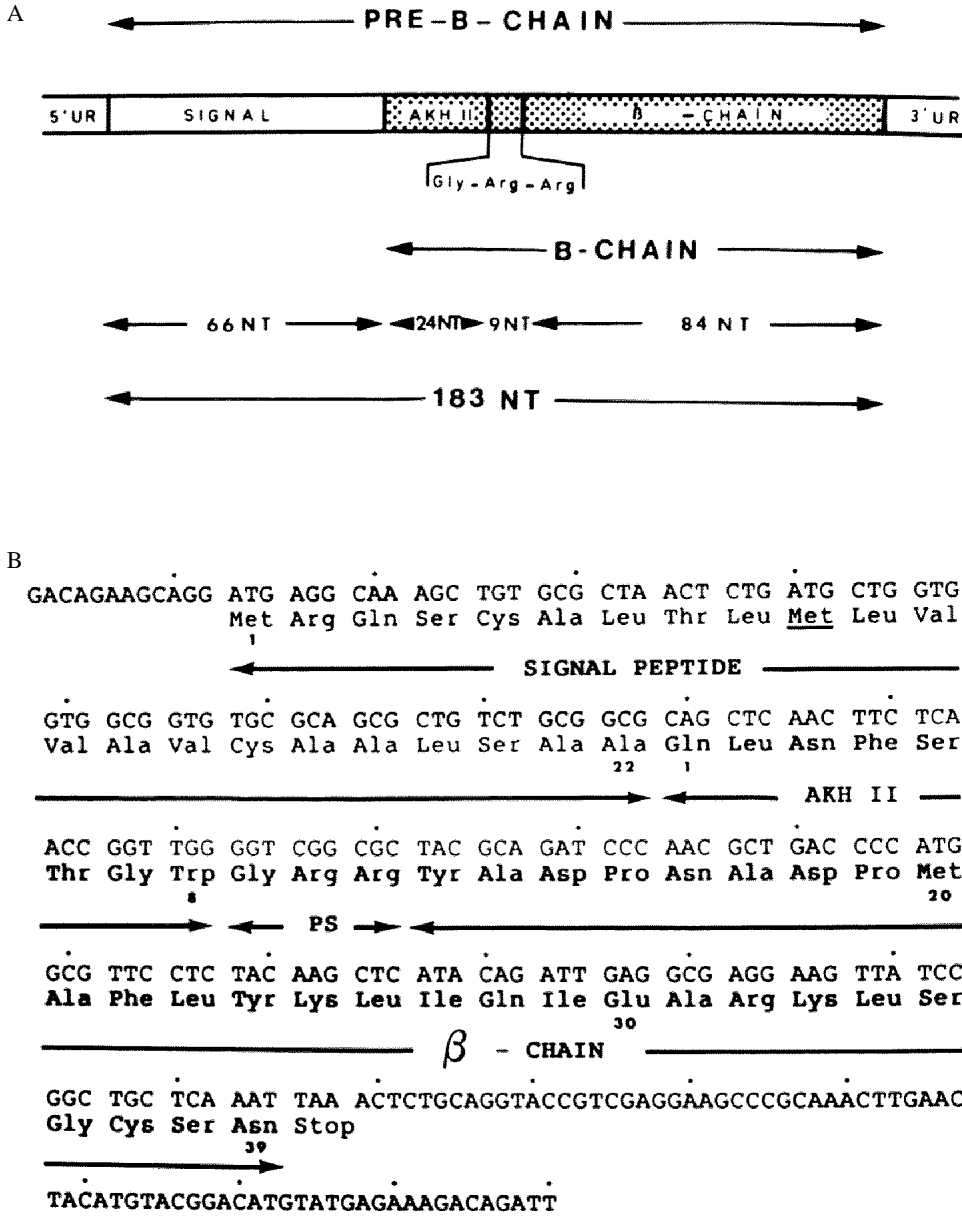 A
PRE-B-CHAIN
5'UR SIGNAL AKH II β -CHAIN 3'UR
Gly-Arg-Arg
B-CHAIN
66 NT 24NT 9NT 84 NT
183 NT
B
GACAGAAGCAGG ATG AGG CAA AGC TGT GCG CTA ACT CTG ATG CTG GTG
Met Arg Gln Ser Cys Ala Leu Thr Leu Met Leu Val
1
SIGNAL PEPTIDE
GTG GCG GTG TGC GCA GCG CTG TCT GCG GCG CAG CTC AAC TTC TCA
Val Ala Val Cys Ala Ala Leu Ser Ala Ala Gln Leu Asn Phe Ser
22 1
AKH II
ACC GGT TGG GGT CGG CGC TAC GCA GAT CCC AAC GCT GAC CCC ATG
Thr Gly Trp Gly Arg Arg Tyr Ala Asp Pro Asn Ala Asp Pro Met
8 20
PS
GCG TTC CTC TAC AAG CTC ATA CAG ATT GAG GCG AGG AAG TTA TCC
Ala Phe Leu Tyr Lys Leu Ile Gln Ile Glu Ala Arg Lys Leu Ser
30
β - CHAIN
GGC TGC TCA AAT TAA ACTCTGCAGGTACCGTCGAGGAAGCCCGCAAACTTGAAC
Gly Cys Ser Asn Stop
39
TACATGTACGGACATGTATGAGAAAGACAGATT